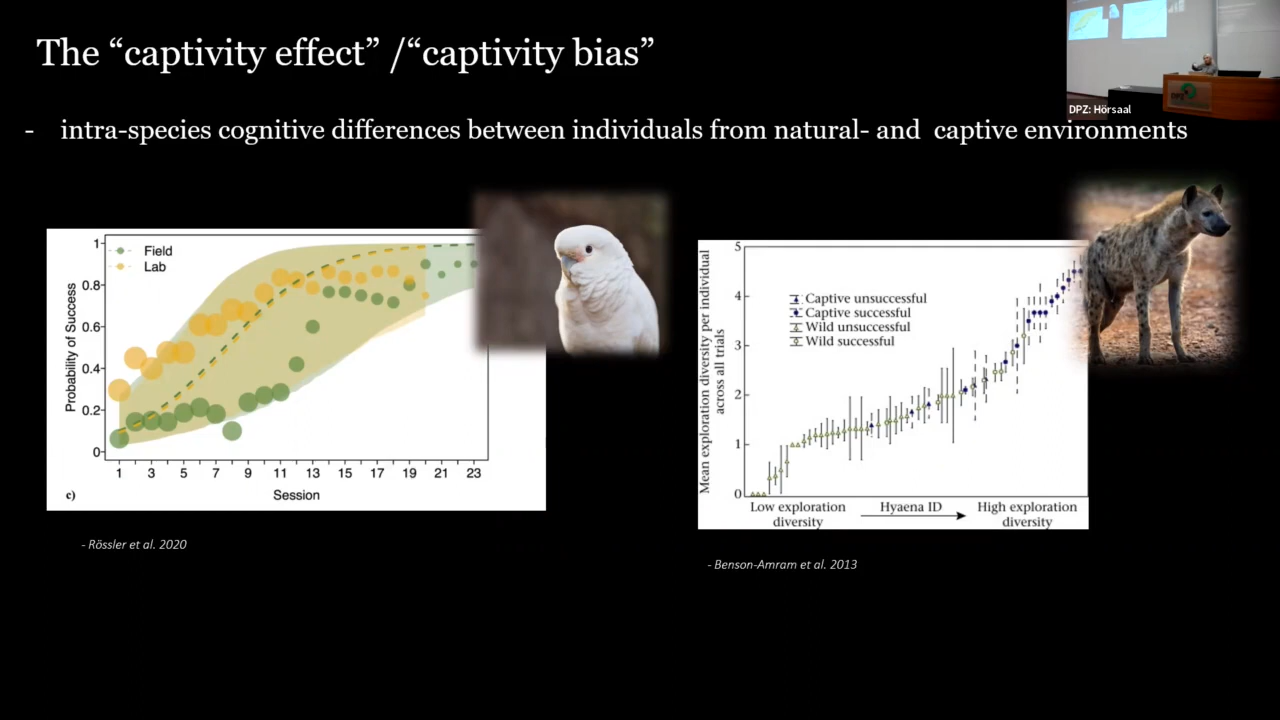 The “captivity effect” /“captivity bias”
DPZ: Hörsaal
- intra-species cognitive differences between individuals from natural- and captive environments
Field
Lab
Probability of Success
1
0.8
0.6
0.4
0.2
0
1 3 5 7 9 11 13 15 17 19 21 23
Session
c)
- Rössler et al. 2020
Mean exploration diversity per individual
across all trials
5
4
3
2
1
0
Captive unsuccessful
Captive successful
Wild unsuccessful
Wild successful
Low exploration
diversity
Hyaena ID
High exploration
diversity
- Benson-Amram et al. 2013